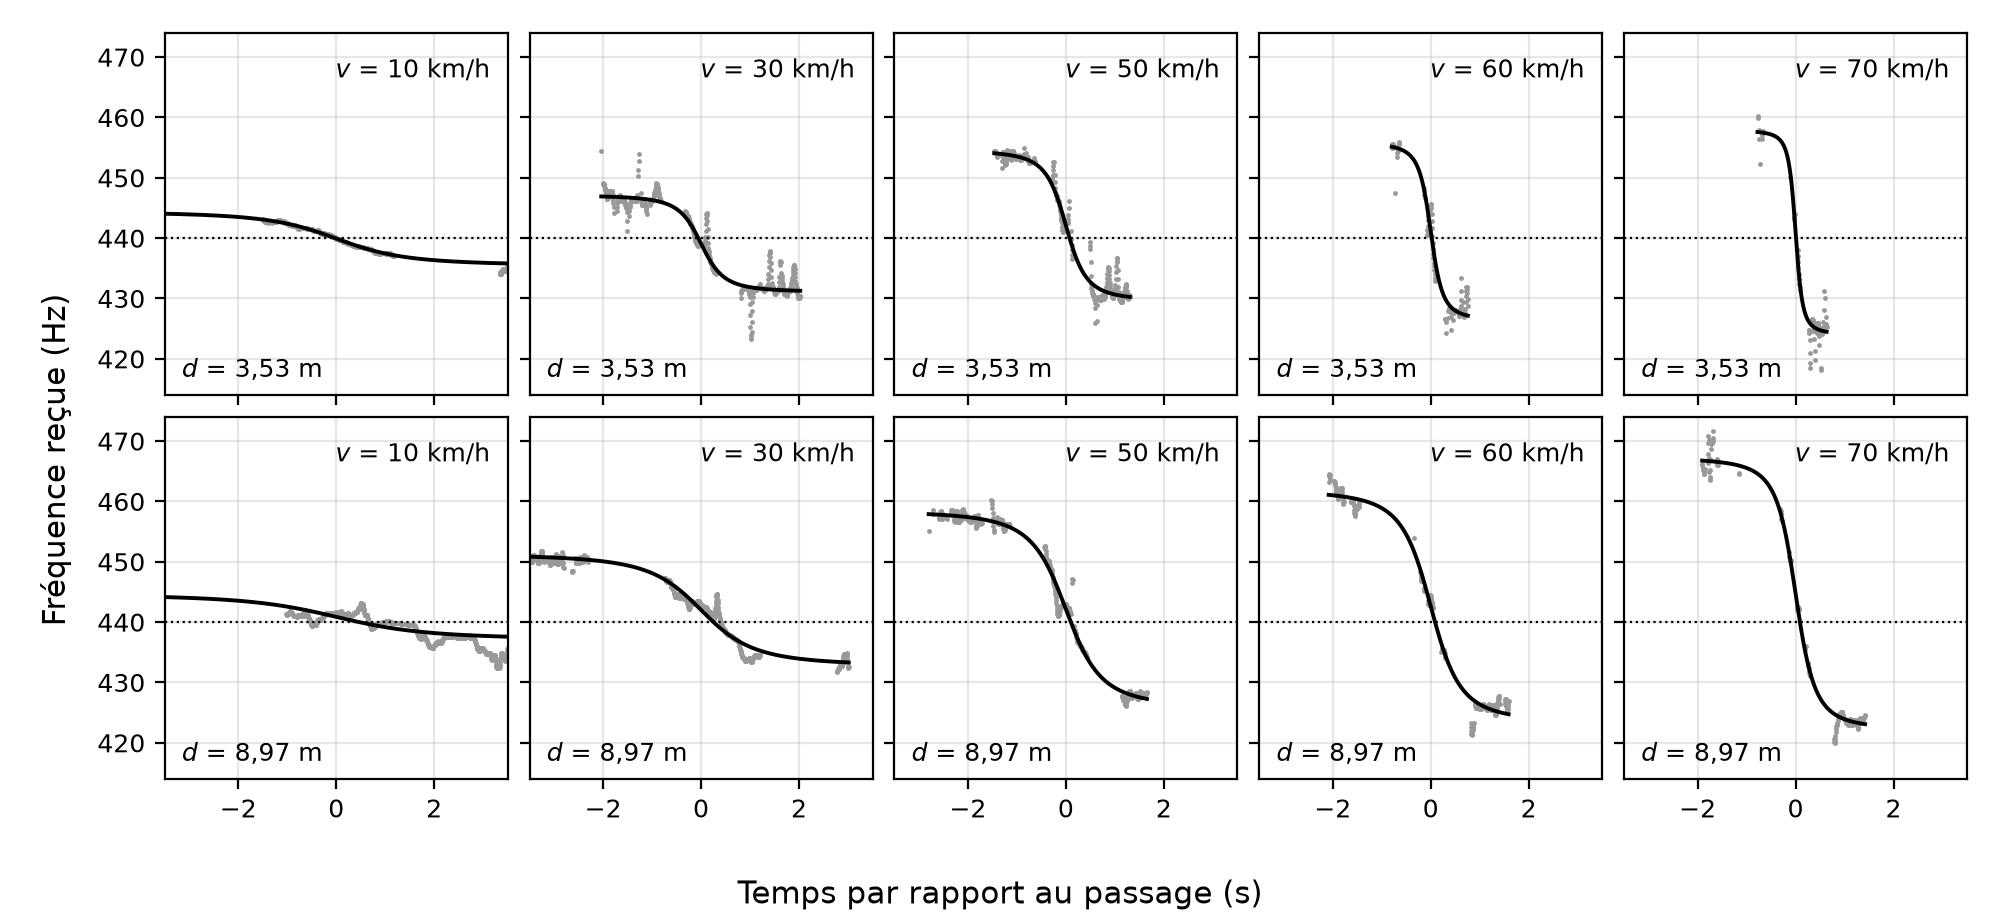 v = 10 km/h
v = 30 km/h
v = 50 km/h
v = 60 km/h
v = 70 km/h
470
460
450
440
430
420
d = 3,53 m
d = 3,53 m
d = 3,53 m
d = 3,53 m
d = 3,53 m
v = 10 km/h
v = 30 km/h
v = 50 km/h
v = 60 km/h
v = 70 km/h
470
460
450
440
430
420
d = 8,97 m
d = 8,97 m
d = 8,97 m
d = 8,97 m
d = 8,97 m
−2 0 2
−2 0 2
−2 0 2
−2 0 2
−2 0 2
Fréquence reçue (Hz)
Temps par rapport au passage (s)